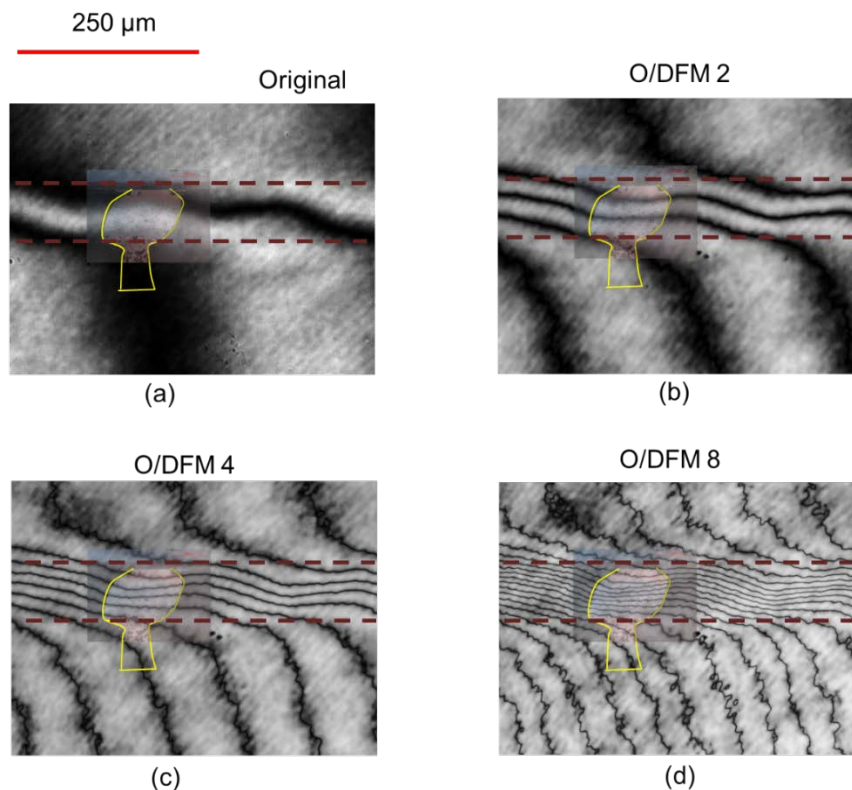 250 μm
Original
O/DFM 2
(a)
(b)
O/DFM 4
O/DFM 8
(c)
(d)